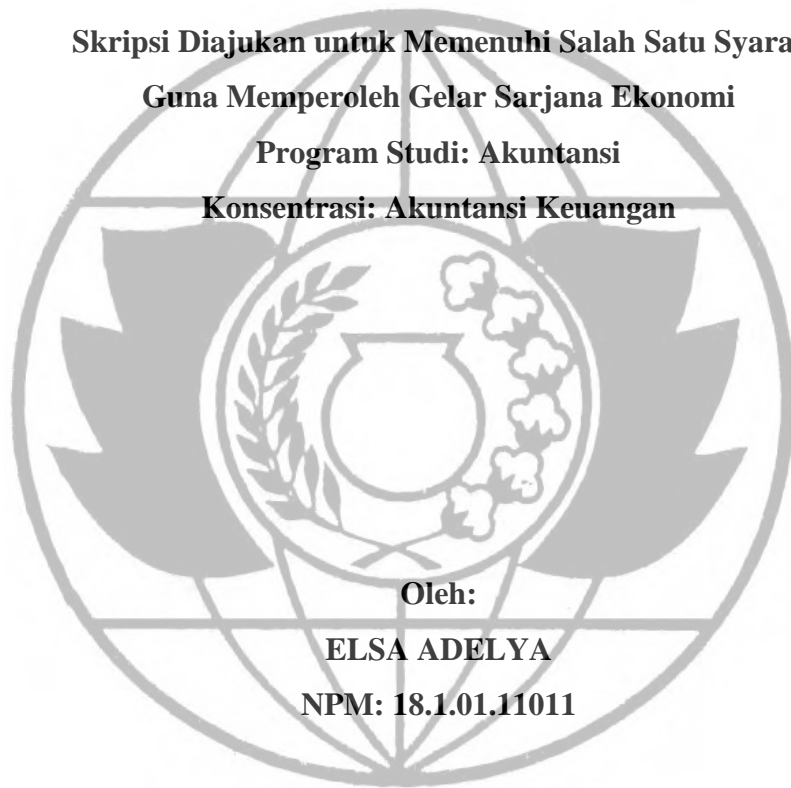 Skripsi Diajukan untuk Memenuhi Salah Satu Syara
Guna Memperoleh Gelar Sarjana Ekonomi
Program Studi: Akuntansi
Konsentrasi: Akuntansi Keuangan
Oleh:
ELSA ADELYA
NPM: 18.1.01.11011